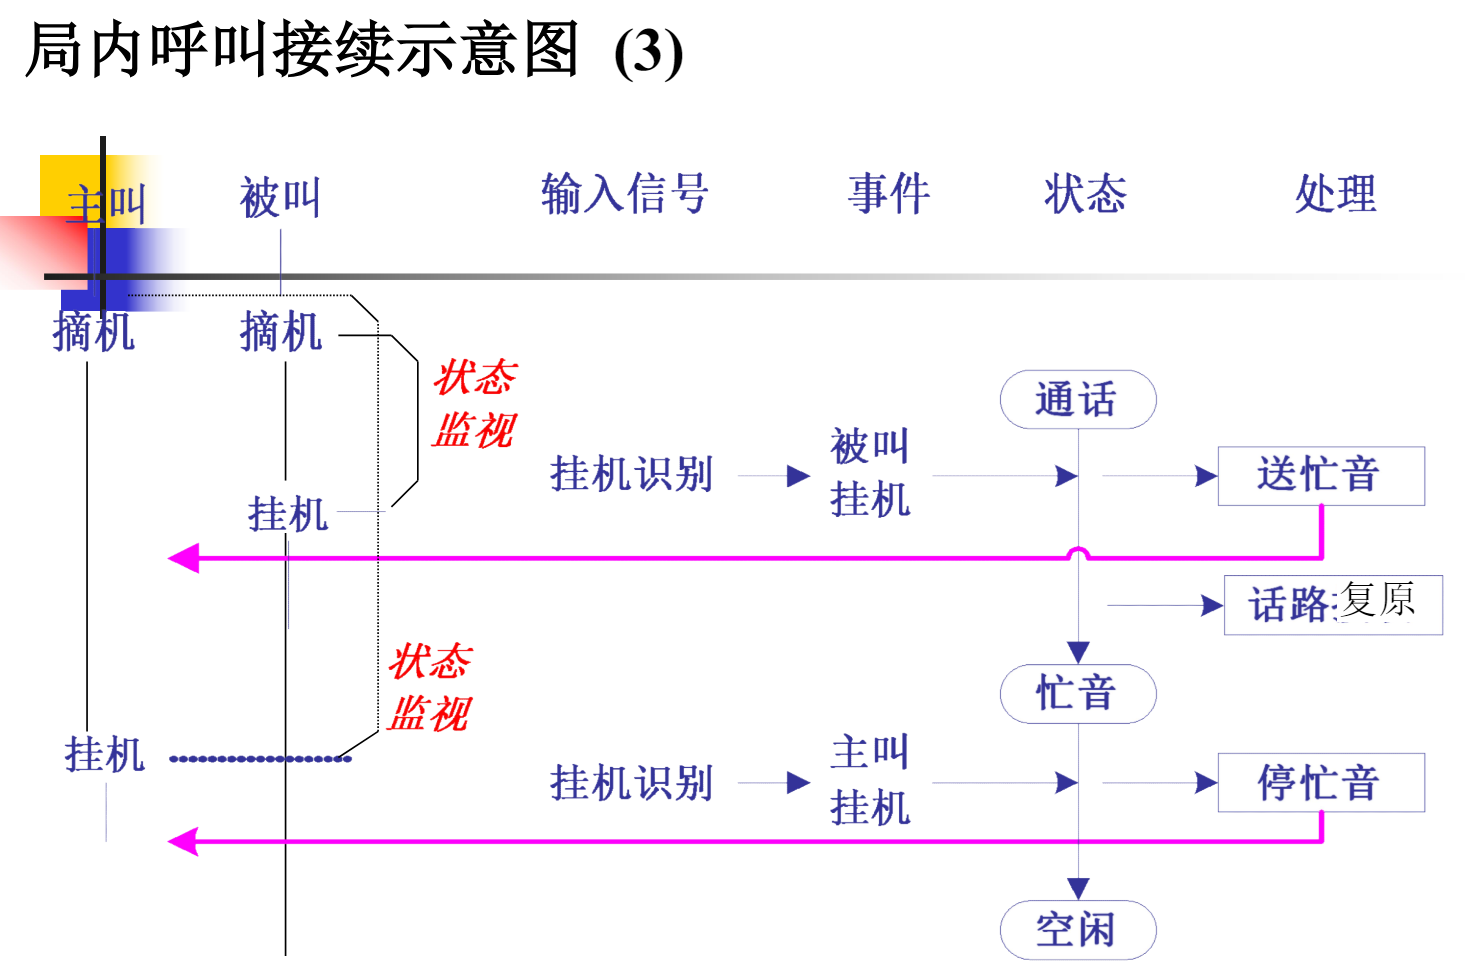 局内呼叫接续示意图 (3)
主叫 被叫 输入信号 事件 状态 处理
摘机 摘机
状态
监视
通话
挂机识别 被叫
挂机 送忙音
挂机
话路 复原
状态
监视
忙音
挂机
挂机识别 主叫
挂机 停忙音
空闲